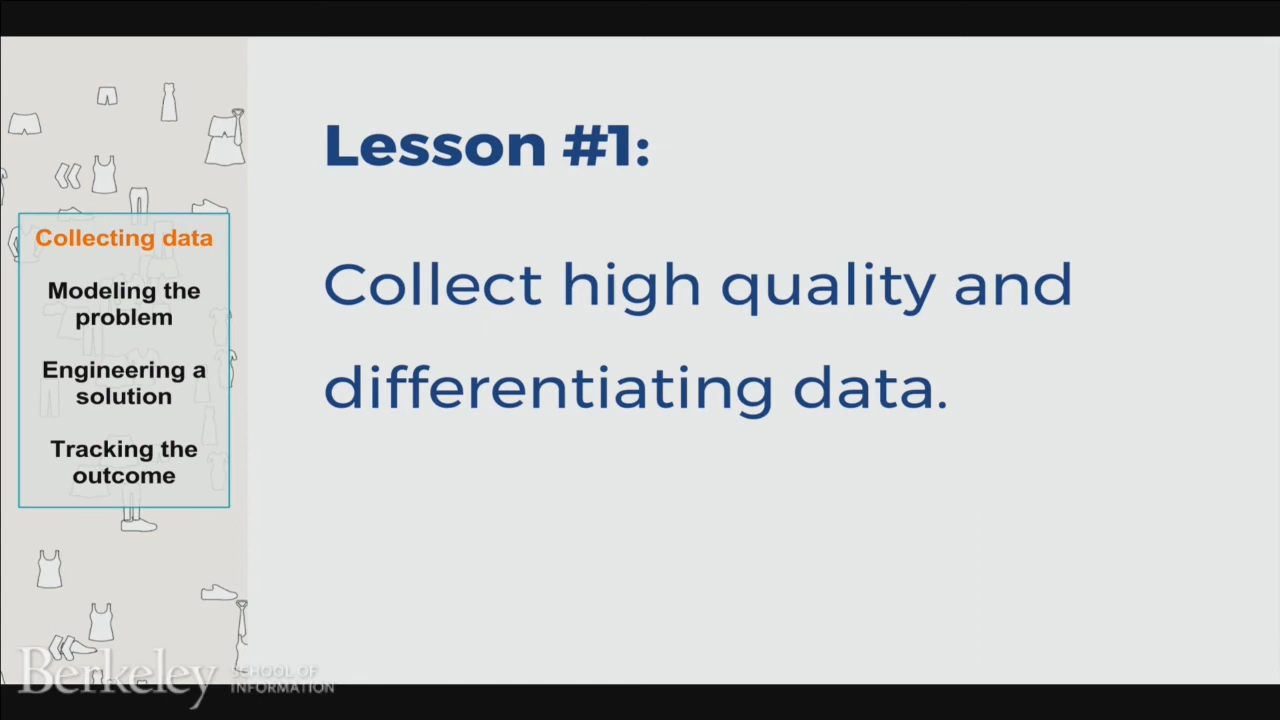 Lesson #1:
Collect high quality and
differentiating data.
Collecting data
Modeling the
problem
Engineering a
solution
Tracking the
outcome
Berkeley
SCHOOL OF
INFORMATION